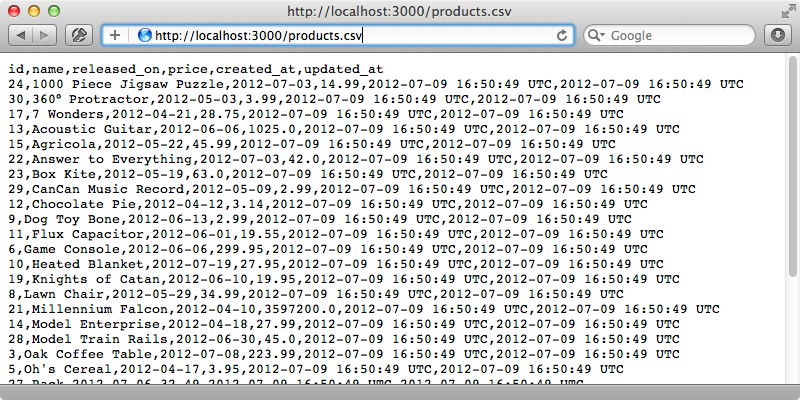 http://localhost:3000/products.csv
http://localhost:3000/products.csv
Google
id,name,released_on,price,created_at,updated_at
24,1000 Piece Jigsaw Puzzle,2012-07-03,14.99,2012-07-09 16:50:49 UTC,2012-07-09 16:50:49 UTC
30,360° Protractor,2012-05-03,3.99,2012-07-09 16:50:49 UTC,2012-07-09 16:50:49 UTC
17,7 Wonders,2012-04-21,28.75,2012-07-09 16:50:49 UTC,2012-07-09 16:50:49 UTC
13,Acoustic Guitar,2012-06-06,1025.0,2012-07-09 16:50:49 UTC,2012-07-09 16:50:49 UTC
15,Agricola,2012-05-22,45.99,2012-07-09 16:50:49 UTC,2012-07-09 16:50:49 UTC
22,Answer to Everything,2012-07-03,42.0,2012-07-09 16:50:49 UTC,2012-07-09 16:50:49 UTC
23,Box Kite,2012-05-19,63.0,2012-07-09 16:50:49 UTC,2012-07-09 16:50:49 UTC
29,CanCan Music Record,2012-05-09,2.99,2012-07-09 16:50:49 UTC,2012-07-09 16:50:49 UTC
12,Chocolate Pie,2012-04-12,3.14,2012-07-09 16:50:49 UTC,2012-07-09 16:50:49 UTC
9,Dog Toy Bone,2012-06-13,2.99,2012-07-09 16:50:49 UTC,2012-07-09 16:50:49 UTC
11,Flux Capacitor,2012-06-01,19.55,2012-07-09 16:50:49 UTC,2012-07-09 16:50:49 UTC
6,Game Console,2012-06-06,299.95,2012-07-09 16:50:49 UTC,2012-07-09 16:50:49 UTC
10,Heated Blanket,2012-07-19,27.95,2012-07-09 16:50:49 UTC,2012-07-09 16:50:49 UTC
19,Knights of Catan,2012-06-10,19.95,2012-07-09 16:50:49 UTC,2012-07-09 16:50:49 UTC
8,Lawn Chair,2012-05-29,34.99,2012-07-09 16:50:49 UTC,2012-07-09 16:50:49 UTC
21,Millennium Falcon,2012-04-10,3597200.0,2012-07-09 16:50:49 UTC,2012-07-09 16:50:49 UTC
14,Model Enterprise,2012-04-18,27.99,2012-07-09 16:50:49 UTC,2012-07-09 16:50:49 UTC
28,Model Train Rails,2012-06-30,45.0,2012-07-09 16:50:49 UTC,2012-07-09 16:50:49 UTC
3,Oak Coffee Table,2012-07-08,223.99,2012-07-09 16:50:49 UTC,2012-07-09 16:50:49 UTC
5,Oh's Cereal,2012-04-17,3.95,2012-07-09 16:50:49 UTC,2012-07-09 16:50:49 UTC